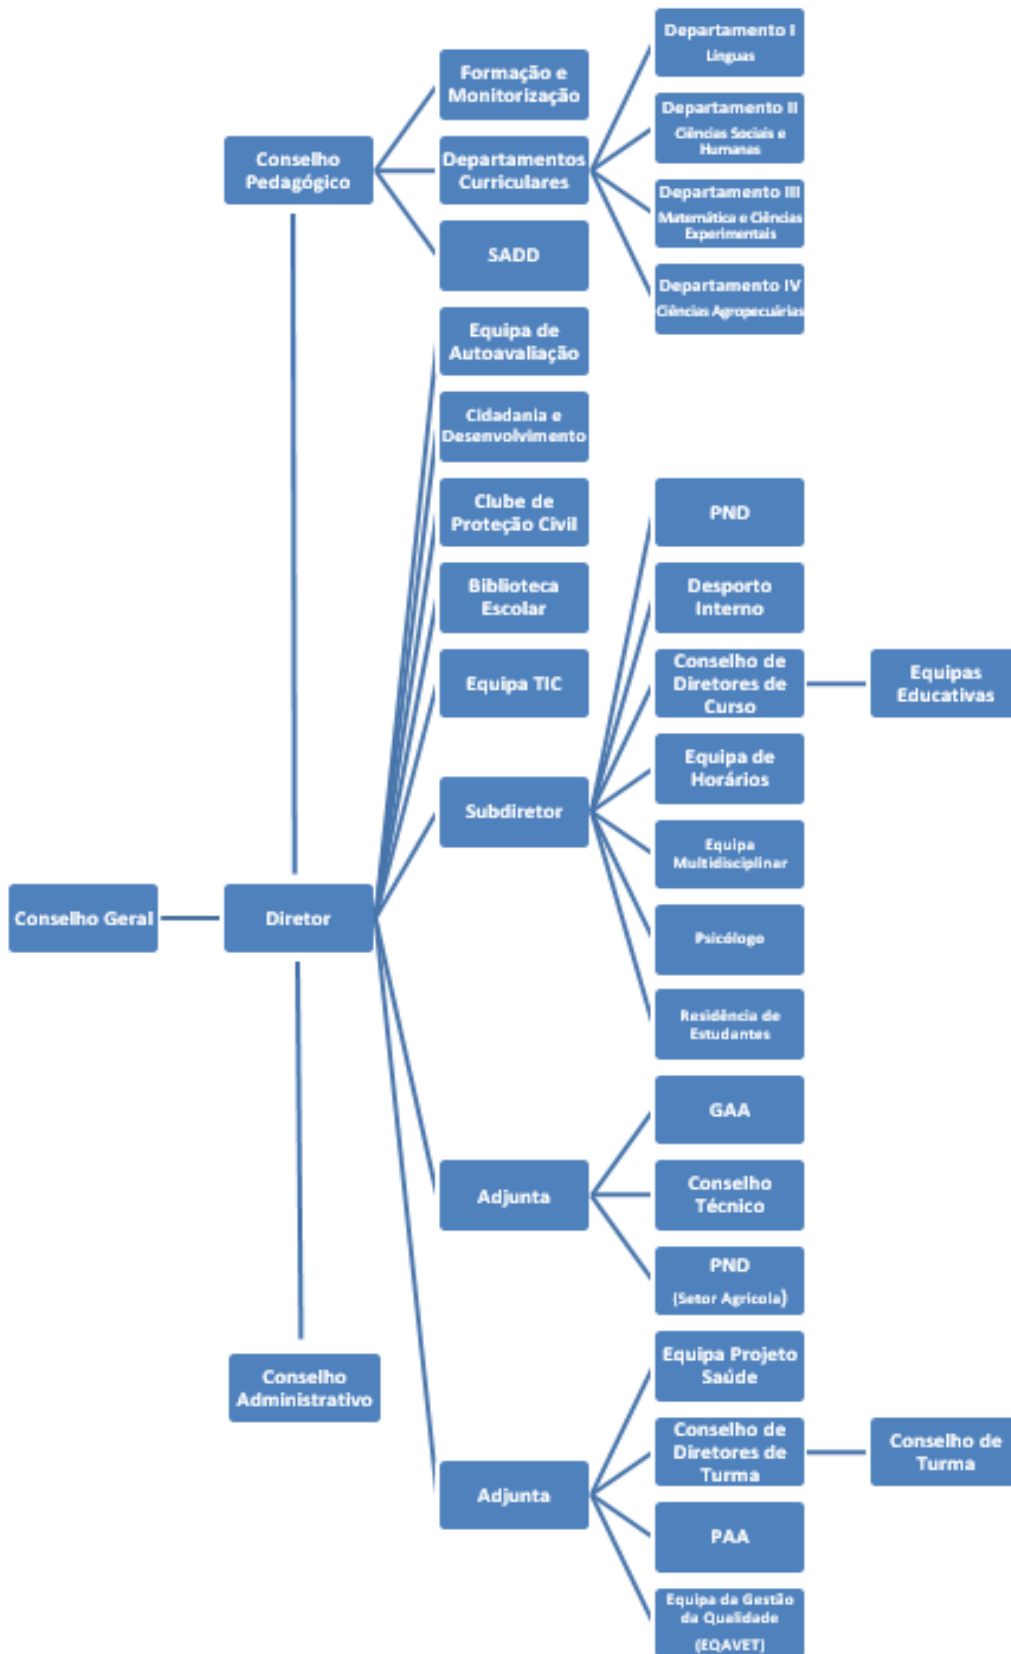 Departamento I
Línguas
Formação e
Monitorização
Departamento II
Ciências Sociais e
Humanas
Conselho
Pedagógico
Departamentos
Curriculares
Departamento III
Matemática e Ciências
Experimentais
SADD
Departamento IV
Ciências Agropecuárias
Equipa de
Autoavaliação
Cidadania e
Desenvolvimento
Clube de
Proteção Civil
PND
Biblioteca
Escolar
Desporto
Interno
Equipa TIC
Conselho de
Diretores de
Curso
Equipas
Educativas
Equipa de
Horários
Subdiretor
Equipa
Multidisciplinar
Conselho Geral
Diretor
Psicólogo
Residência de
Estudantes
GAA
Adjunta
Conselho
Técnico
PND
(Setor Agrícola)
Conselho
Administrativo
Equipa Projeto
Saúde
Conselho de
Diretores de
Turma
Conselho de
Turma
Adjunta
PAA
Equipa da Gestão
da Qualidade
(EQAVET)